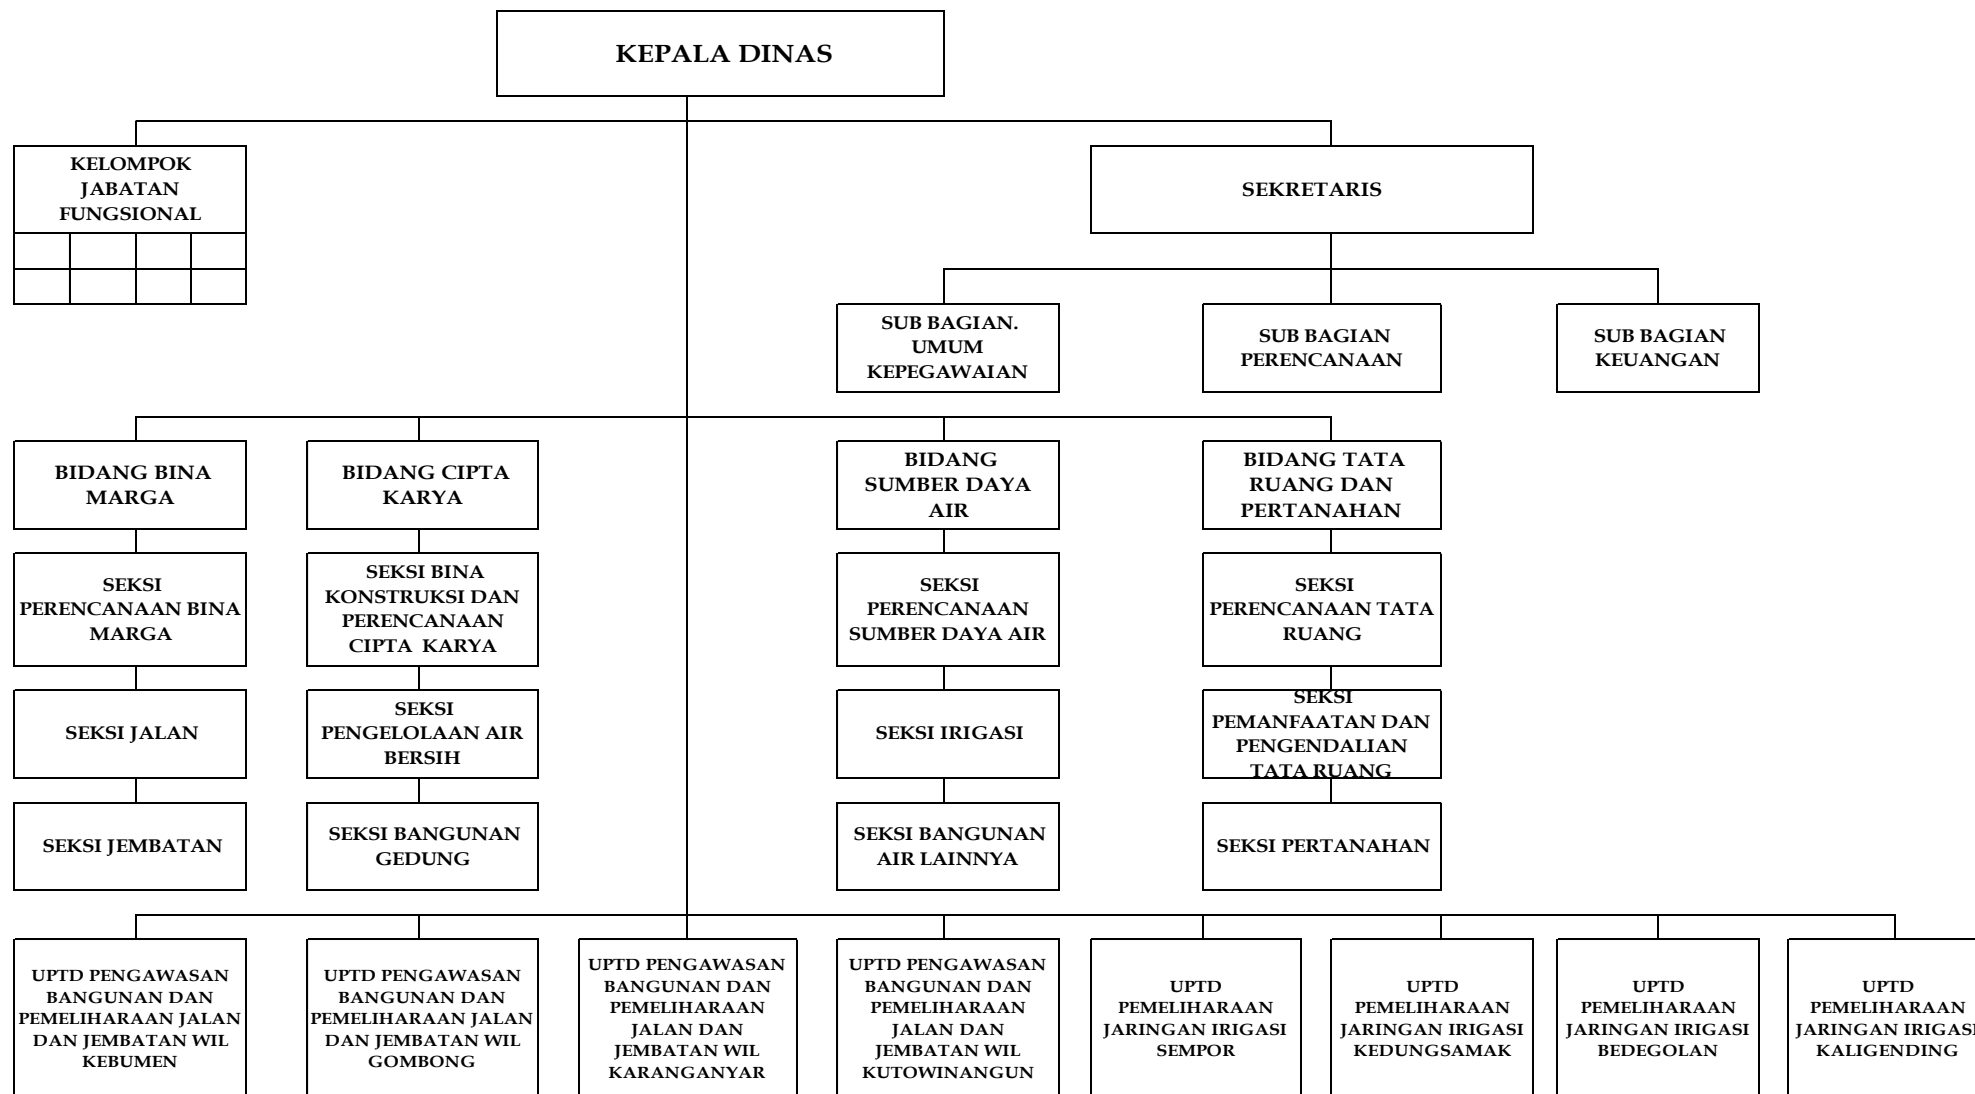 KEPALA DINAS
KELOMPOK
JABATAN
FUNGSIONAL
SEKRETARIS
SUB BAGIAN.
UMUM
KEPEGAWAIAN
SUB BAGIAN
PERENCANAAN
SUB BAGIAN
KEUANGAN
BIDANG BINA
MARGA
BIDANG CIPTA
KARYA
BIDANG
SUMBER DAYA
AIR
BIDANG TATA
RUANG DAN
PERTANAHAN
SEKSI
PERENCANAAN BINA
MARGA
SEKSI BINA
KONSTRUKSI DAN
PERENCANAAN
CIPTA  KARYA
SEKSI
PERENCANAAN
SUMBER DAYA AIR
SEKSI
PERENCANAAN TATA
RUANG
SEKSI JALAN
SEKSI
PENGELOLAAN AIR
BERSIH
SEKSI IRIGASI
SEKSI
PEMANFAATAN DAN
PENGENDALIAN
TATA RUANG
SEKSI JEMBATAN
SEKSI BANGUNAN
GEDUNG
SEKSI BANGUNAN
AIR LAINNYA
SEKSI PERTANAHAN
UPTD PENGAWASAN
BANGUNAN DAN
PEMELIHARAAN JALAN
DAN JEMBATAN WIL
KEBUMEN
UPTD PENGAWASAN
BANGUNAN DAN
PEMELIHARAAN JALAN
DAN JEMBATAN WIL
GOMBONG
UPTD PENGAWASAN
BANGUNAN DAN
PEMELIHARAAN
JALAN DAN
JEMBATAN WIL
KARANGANYAR
UPTD PENGAWASAN
BANGUNAN DAN
PEMELIHARAAN
JALAN DAN
JEMBATAN WIL
KUTOWINANGUN
UPTD
PEMELIHARAAN
JARINGAN IRIGASI
SEMPOR
UPTD
PEMELIHARAAN
JARINGAN IRIGASI
KEDUNGSAMAK
UPTD
PEMELIHARAAN
JARINGAN IRIGASI
BEDEGOLAN
UPTD
PEMELIHARAAN
JARINGAN IRIGASI
KALIGENDING